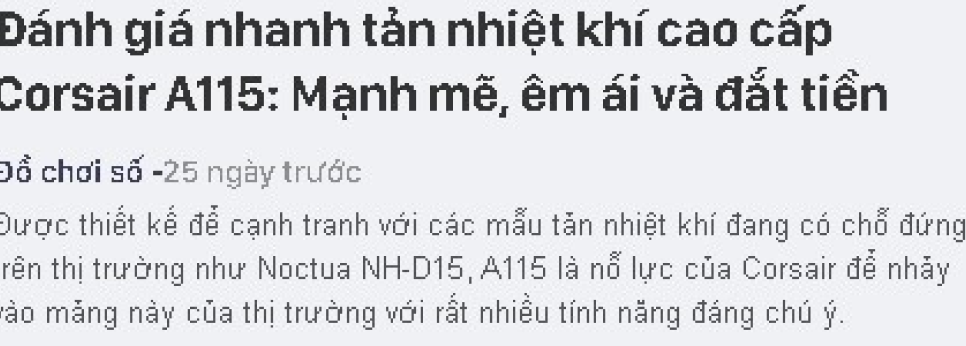 Đánh giá nhanh tản nhiệt khí cao cấp
Corsair A115: Mạnh mẽ, êm ái và đắt tiền
Đồ chơi số -25 ngày trước
Được thiết kế để cạnh tranh với các mẫu tản nhiệt khí đang có chỗ đứng
trên thị trường như Noctua NH-D15, A115 là nỗ lực của Corsair để nhảy
vào mảng này của thị trường với rất nhiều tính năng đáng chú ý.